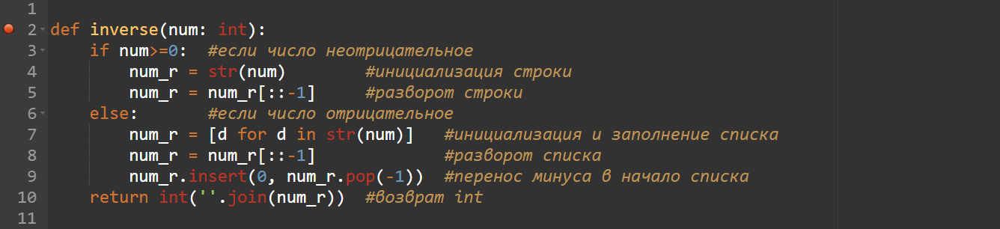 1
2 def inverse(num: int):
3     if num>=0:  #если число неотрицательное
4         num_r = str(num)        #инициализация строки
5         num_r = num_r[::-1]     #разворот строки
6     else:       #если число отрицательное
7         num_r = [d for d in str(num)]   #инициализация и заполнение списка
8         num_r = num_r[::-1]             #разворот списка
9         num_r.insert(0, num_r.pop(-1))  #перенос минуса в начало списка
10     return int(''.join(num_r))  #возврат int
11